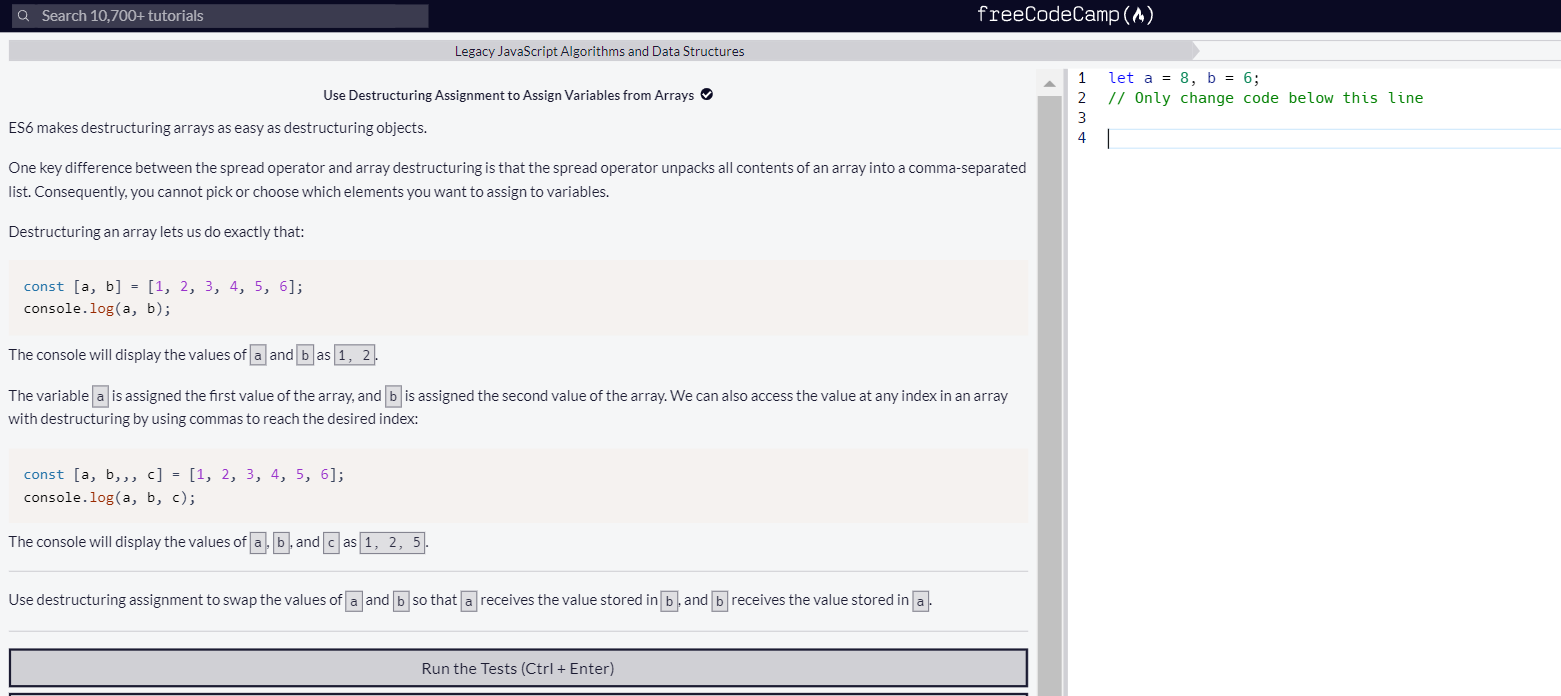 Search 10,700+ tutorials
freeCodeCamp(🔥)
Legacy JavaScript Algorithms and Data Structures
Use Destructuring Assignment to Assign Variables from Arrays
ES6 makes destructuring arrays as easy as destructuring objects.
One key difference between the spread operator and array destructuring is that the spread operator unpacks all contents of an array into a comma-separated
list. Consequently, you cannot pick or choose which elements you want to assign to variables.
Destructuring an array lets us do exactly that:
const [a, b] = [1, 2, 3, 4, 5, 6];
console.log(a, b);
The console will display the values of a and b as 1, 2.
The variable a is assigned the first value of the array, and b is assigned the second value of the array. We can also access the value at any index in an array
with destructuring by using commas to reach the desired index:
const [a, b,,, c] = [1, 2, 3, 4, 5, 6];
console.log(a, b, c);
The console will display the values of a, b, and c as 1, 2, 5.
Use destructuring assignment to swap the values of a and b so that a receives the value stored in b, and b receives the value stored in a.
Run the Tests (Ctrl + Enter)
1 let a = 8, b = 6;
2 // Only change code below this line
3
4